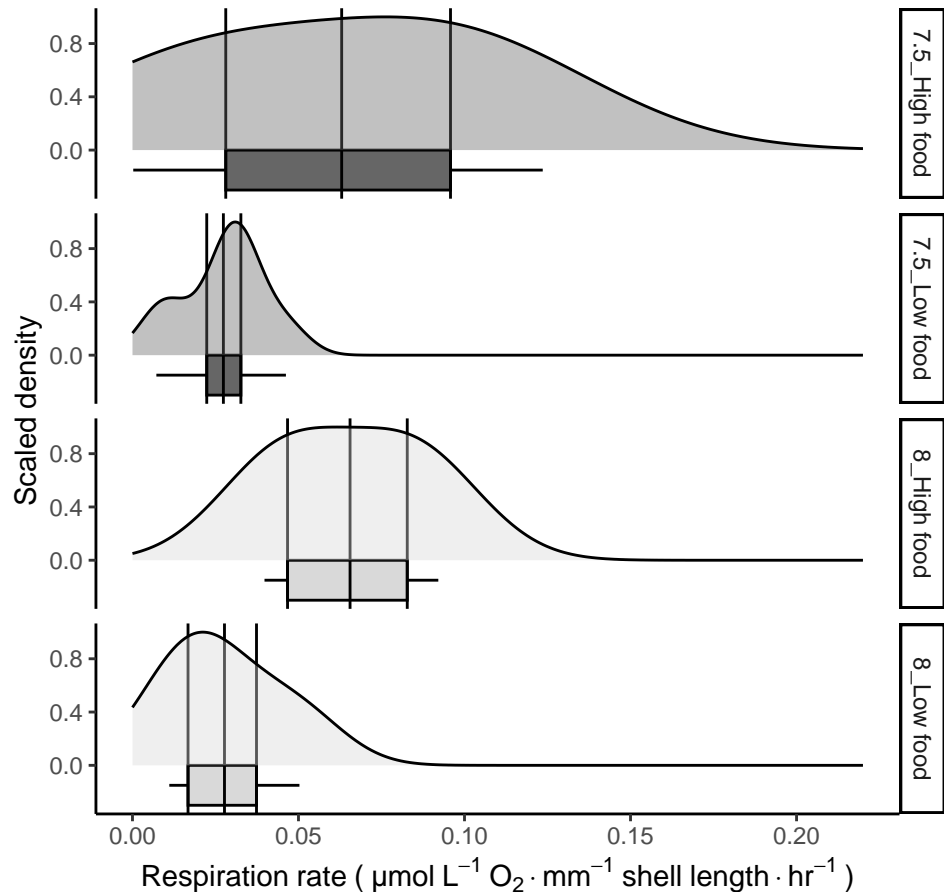 Scaled density
0.8
0.4
0.0
7.5_High food
0.8
0.4
0.0
7.5_Low food
0.8
0.4
0.0
8_High food
0.8
0.4
0.0
8_Low food
0.00 0.05 0.10 0.15 0.20
Respiration rate ( μmol L⁻¹ O₂ · mm⁻¹ shell length · hr⁻¹ )